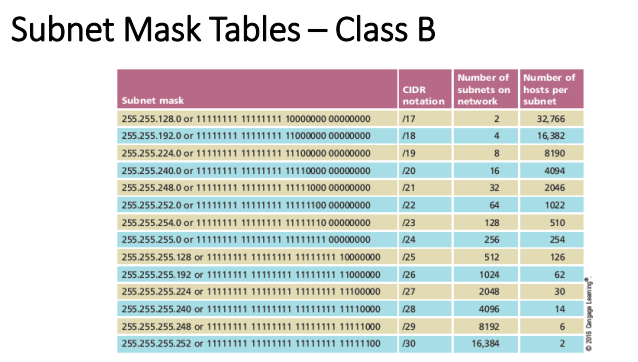 Subnet Mask Tables – Class B
Subnet mask CIDR notation Number of subnets on network Number of hosts per subnet
255.255.128.0 or 11111111 11111111 10000000 00000000 /17 2 32,766
255.255.192.0 or 11111111 11111111 11000000 00000000 /18 4 16,382
255.255.224.0 or 11111111 11111111 11100000 00000000 /19 8 8190
255.255.240.0 or 11111111 11111111 11110000 00000000 /20 16 4094
255.255.248.0 or 11111111 11111111 11111000 00000000 /21 32 2046
255.255.252.0 or 11111111 11111111 11111100 00000000 /22 64 1022
255.255.254.0 or 11111111 11111111 11111110 00000000 /23 128 510
255.255.255.0 or 11111111 11111111 11111111 00000000 /24 256 254
255.255.255.128 or 11111111 11111111 11111111 10000000 /25 512 126
255.255.255.192 or 11111111 11111111 11111111 11000000 /26 1024 62
255.255.255.224 or 11111111 11111111 11111111 11100000 /27 2048 30
255.255.255.240 or 11111111 11111111 11111111 11110000 /28 4096 14
255.255.255.248 or 11111111 11111111 11111111 11111000 /29 8192 6
255.255.255.252 or 11111111 11111111 11111111 11111100 /30 16,384 2
© 2016 Cengage Learning®.